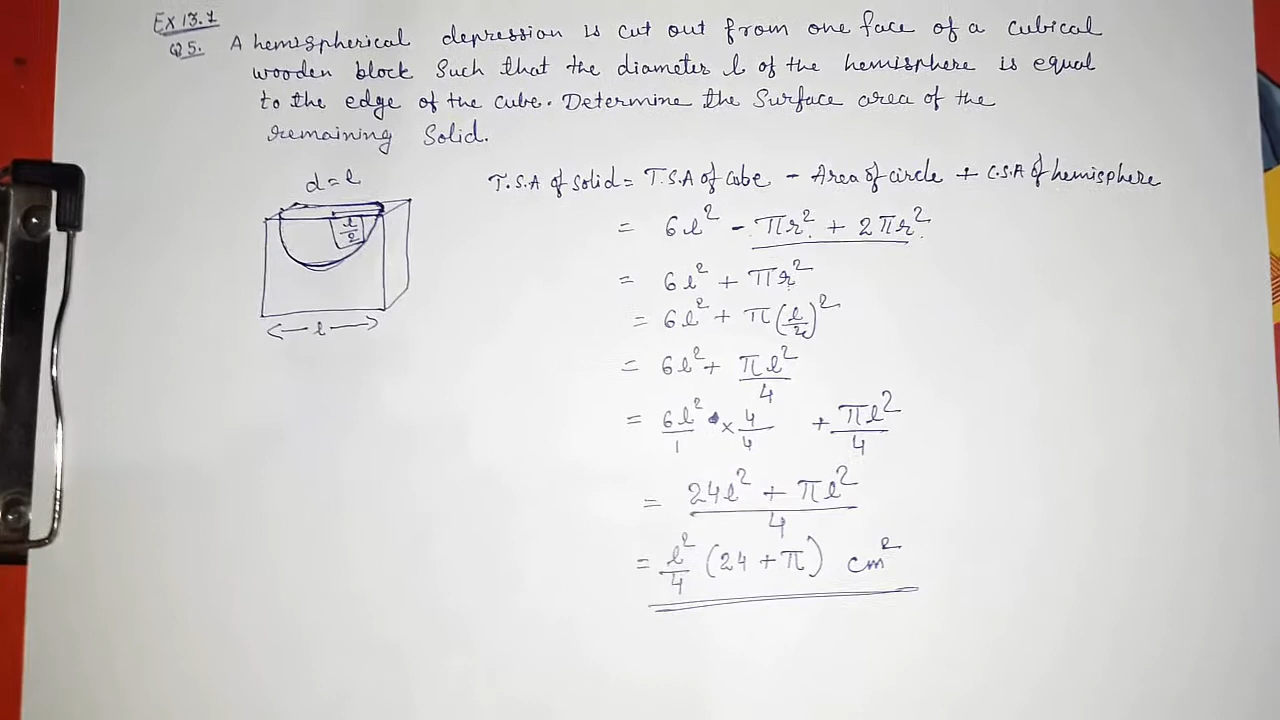 Ex 13.1
Q5. A hemispherical depression is cut out from one face of a cubical
wooden block such that the diameter l of the hemisphere is equal
to the edge of the cube. Determine the surface area of the
remaining solid.
d = l
l/2
l
T.S.A of solid = T.S.A of cube - Area of circle + C.S.A of hemisphere
= 6l² - πr² + 2πr²
= 6l² + πr²
= 6l² + π(l/2)²
= 6l² + πl²/4
= 6l²/1 × 4/4 + πl²/4
= (24l² + πl²)/4
= l²/4 (24 + π) cm²